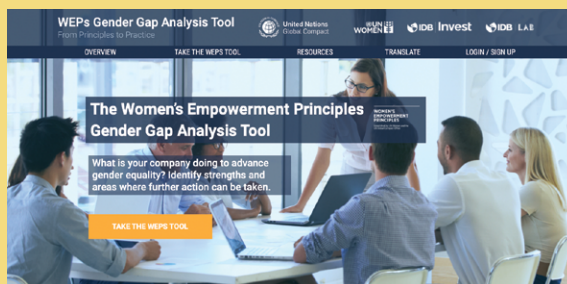 WEPs Gender Gap Analysis Tool
From Principles to Practice
United Nations
Global Compact
UN
WOMEN
IDB Invest
IDB LAB
OVERVIEW
TAKE THE WEPS TOOL
RESOURCES
TRANSLATE
LOGIN / SIGN UP
The Women's Empowerment Principles
Gender Gap Analysis Tool
WOMEN'S
EMPOWERMENT
PRINCIPLES
What is your company doing to advance
gender equality? Identify strengths and
areas where further action can be taken.
TAKE THE WEPS TOOL